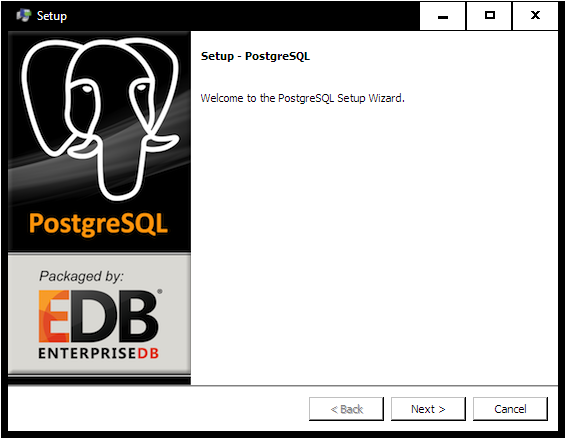 Setup
Setup - PostgreSQL
Welcome to the PostgreSQL Setup Wizard.
PostgreSQL
Packaged by:
EDB®
ENTERPRISEDB
< Back
Next >
Cancel